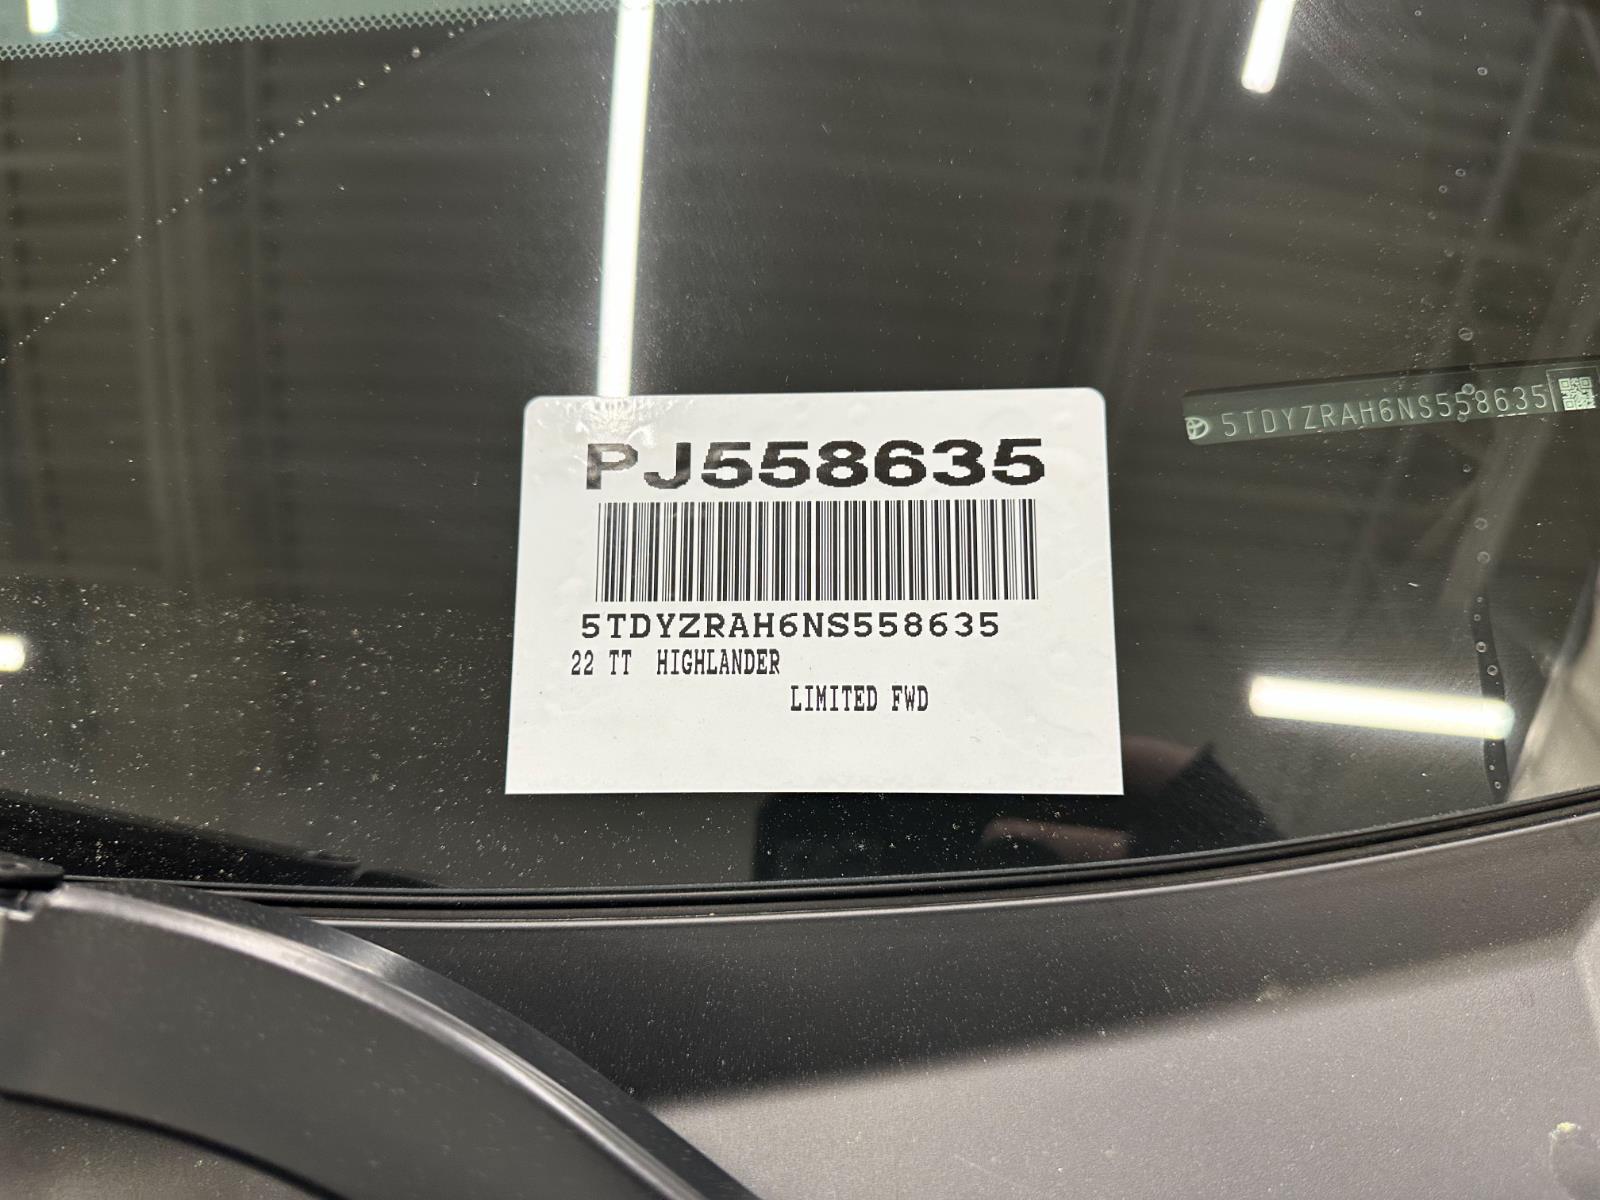 PJ558635
5TDYZRAH6NS558635
22 TT HIGHLANDER
LIMITED FWD
5TDYZRAH6NS558635